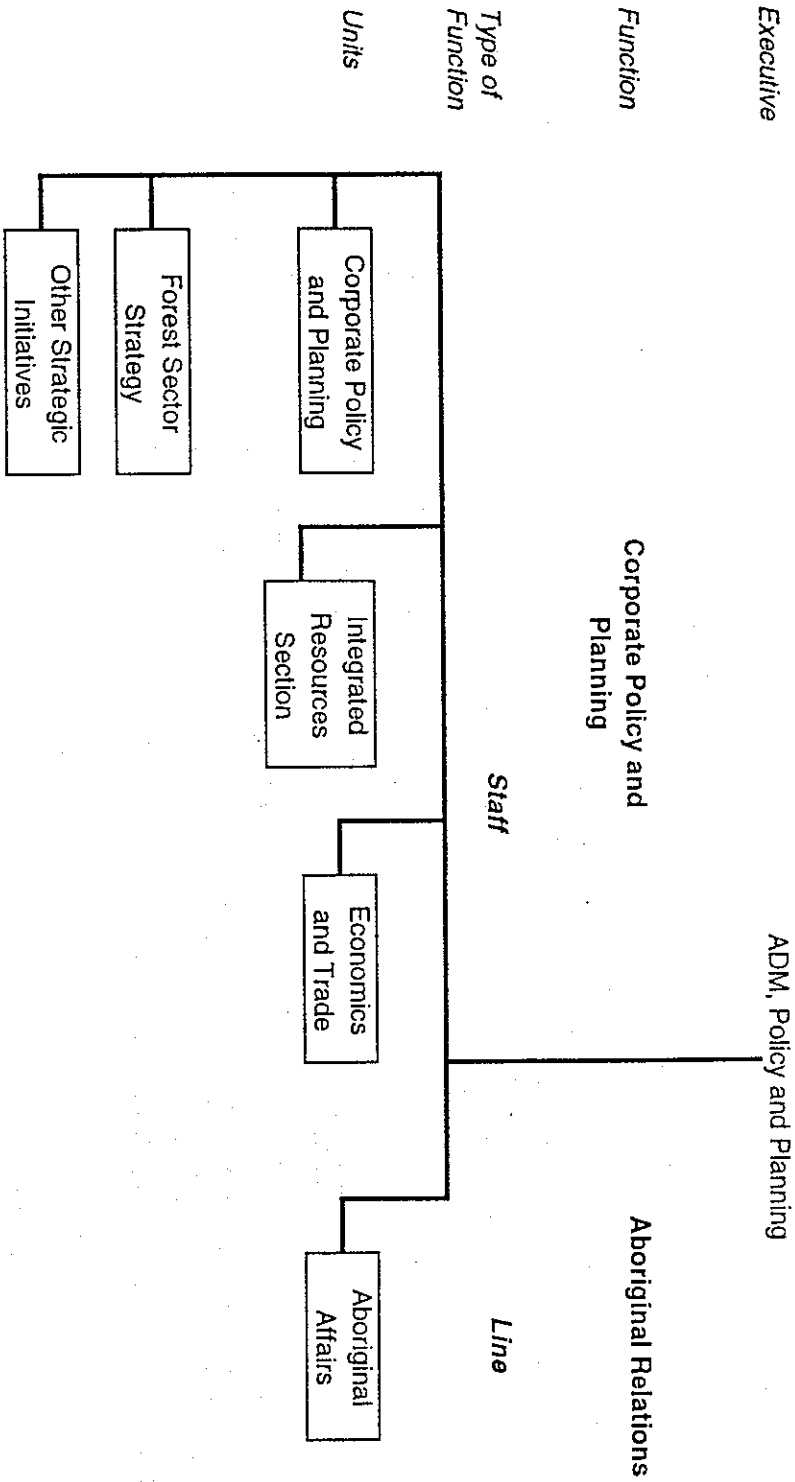 Executive
ADM, Policy and Planning
Function
Corporate Policy and
Planning
Aboriginal Relations
Type of
Function
Staff
Line
Units
Corporate Policy
and Planning
Integrated
Resources
Section
Economics
and Trade
Aboriginal
Affairs
Forest Sector
Strategy
Other Strategic
Initiatives